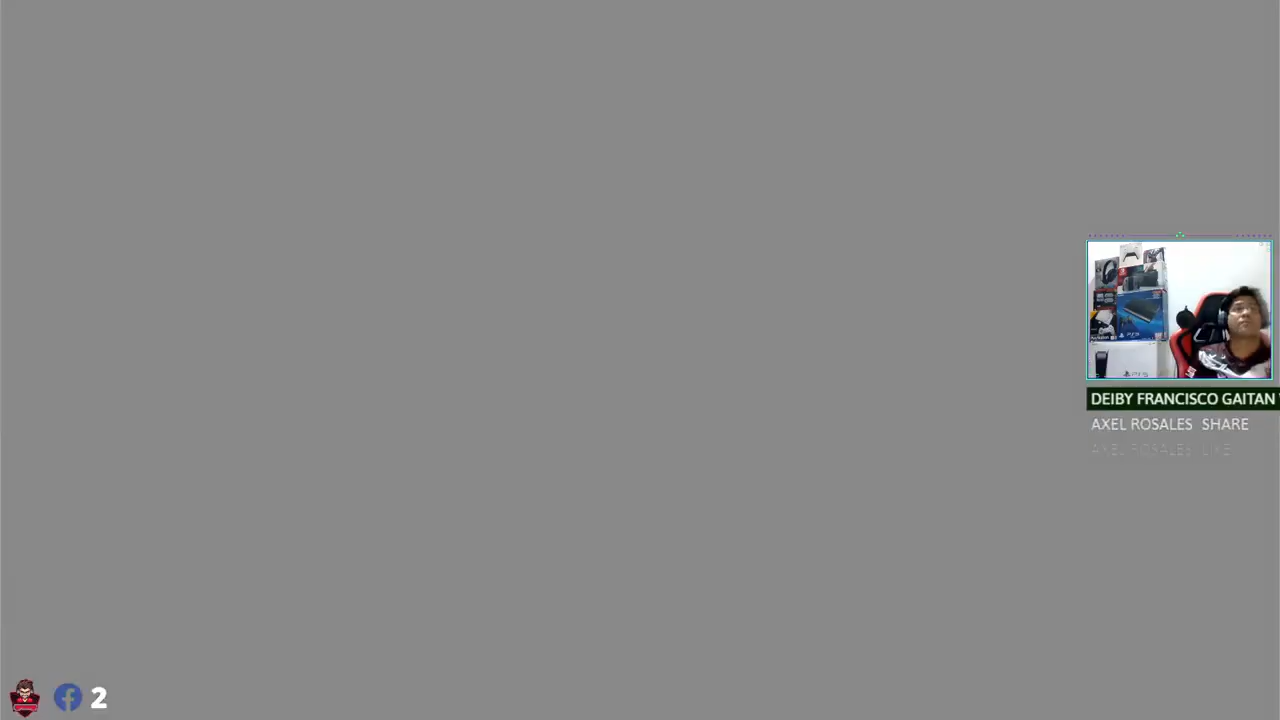 DEIBY FRANCISCO GAITAN
AXEL ROSALES SHARE
AXEL ROSALES LIKE
2